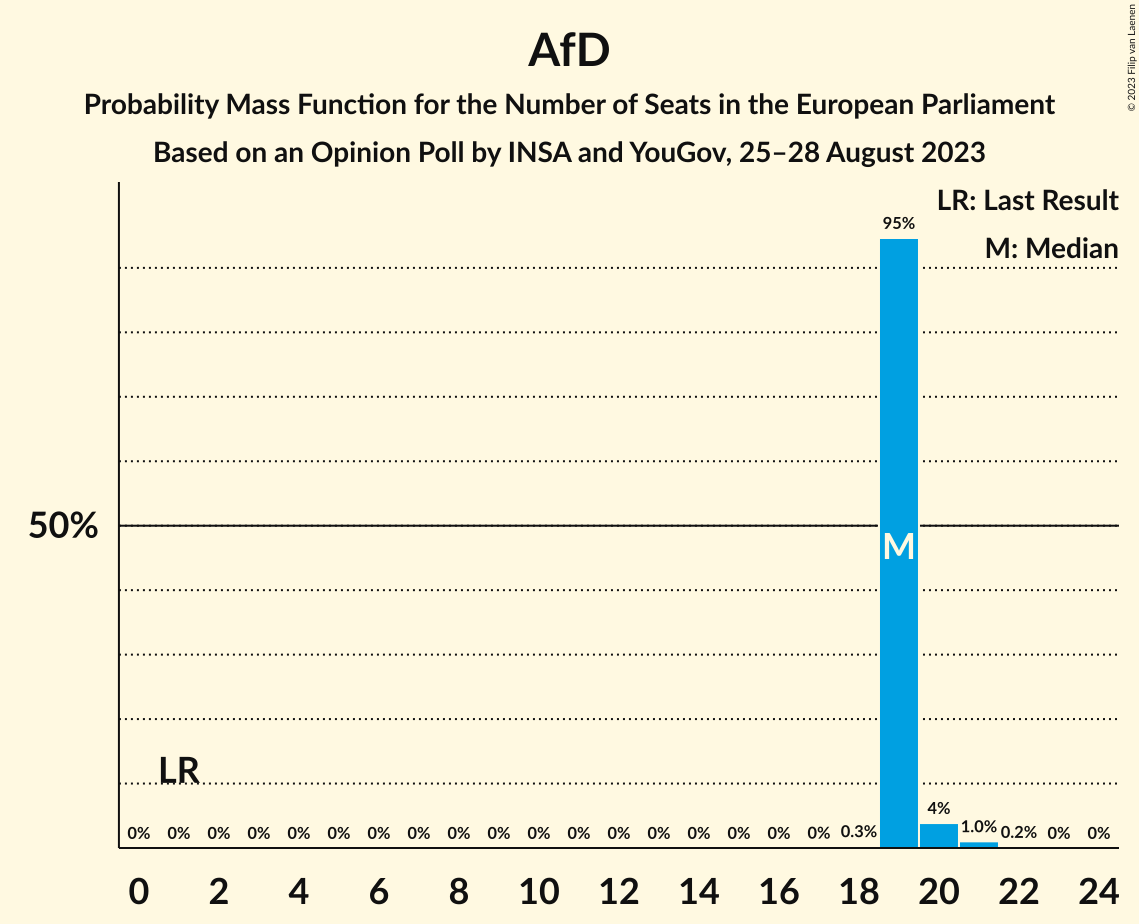 AfD
Probability Mass Function for the Number of Seats in the European Parliament
Based on an Opinion Poll by INSA and YouGov, 25–28 August 2023
© 2023 Filip van Laenen
LR: Last Result
M: Median
95%
50%
M
LR
0% 0% 0% 0% 0% 0% 0% 0% 0% 0% 0% 0% 0% 0% 0% 0% 0% 0% 0.3% 4% 1.0% 0.2% 0% 0%
0 2 4 6 8 10 12 14 16 18 20 22 24